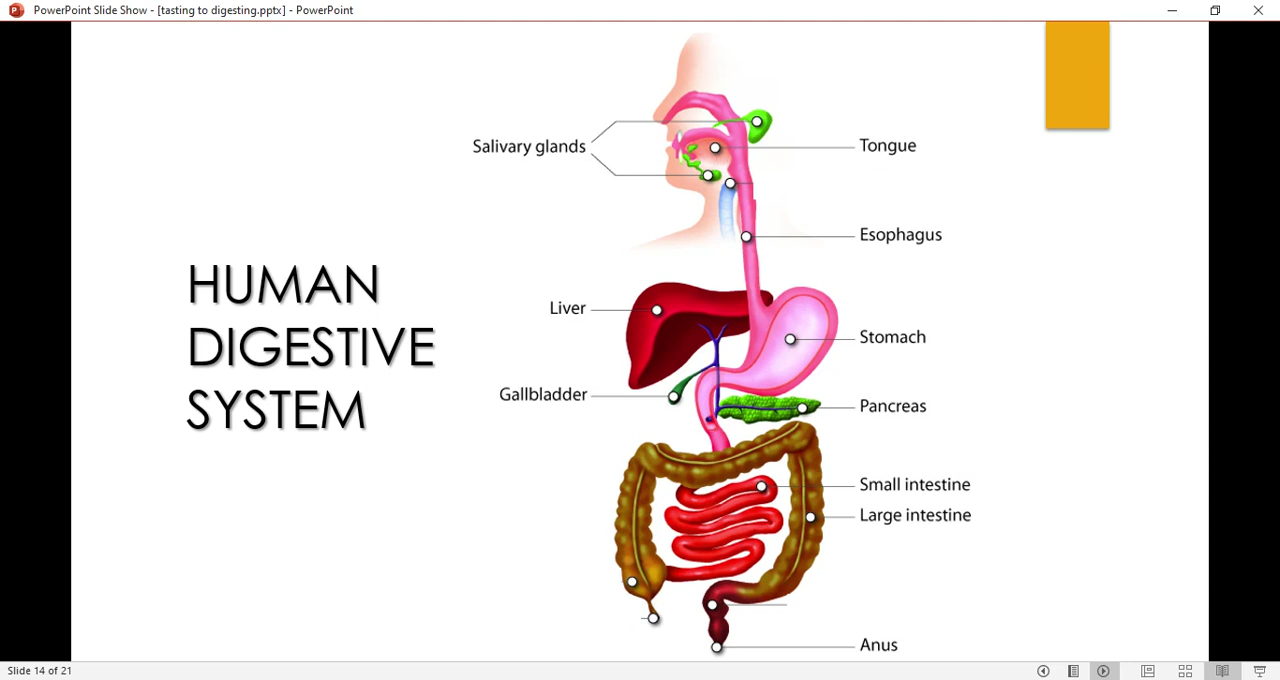 PowerPoint Slide Show - [tasting to digesting.pptx] - PowerPoint
Salivary glands
Tongue
Esophagus
HUMAN
DIGESTIVE
SYSTEM
Liver
Stomach
Gallbladder
Pancreas
Small intestine
Large intestine
Anus
Slide 14 of 21